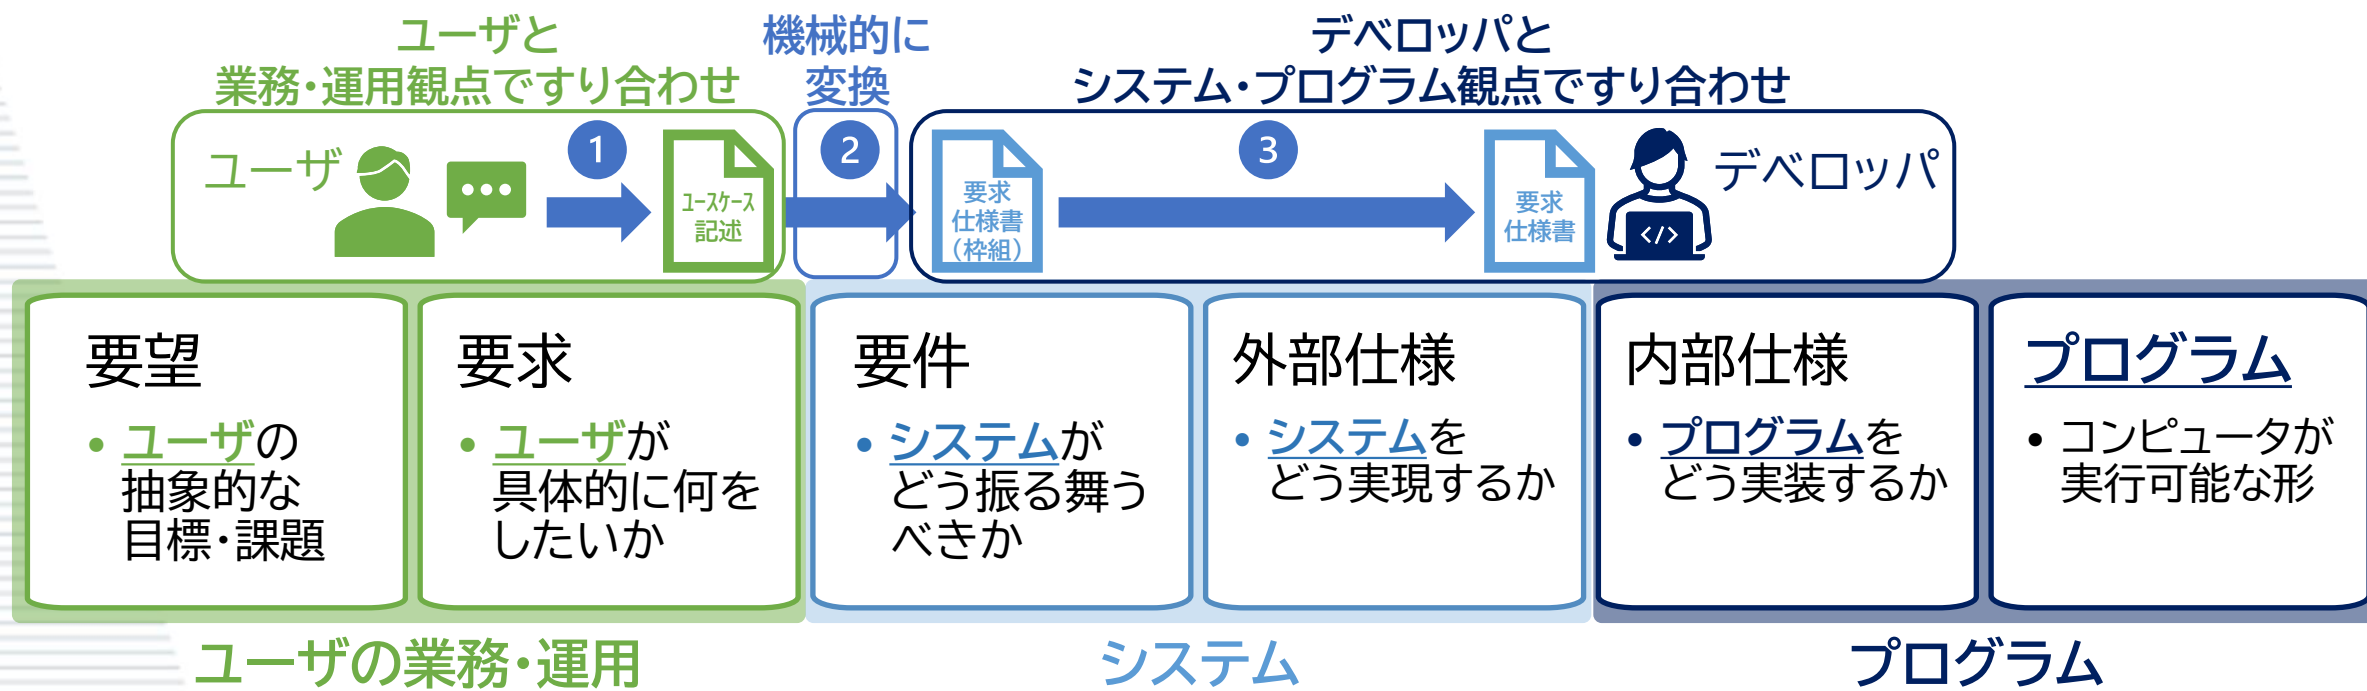 ユーザと
業務・運用観点ですり合わせ
機械的に
変換
デベロッパと
システム・プログラム観点ですり合わせ
ユーザ
1
ユースケース
記述
2
要求
仕様書
（枠組）
3
要求
仕様書
</>
デベロッパ
要望
• ユーザの
抽象的な
目標・課題
要求
• ユーザが
具体的に何を
したいか
要件
• システムが
どう振る舞う
べきか
外部仕様
• システムを
どう実現するか
内部仕様
• プログラムを
どう実装するか
プログラム
• コンピュータが
実行可能な形
ユーザの業務・運用
システム
プログラム